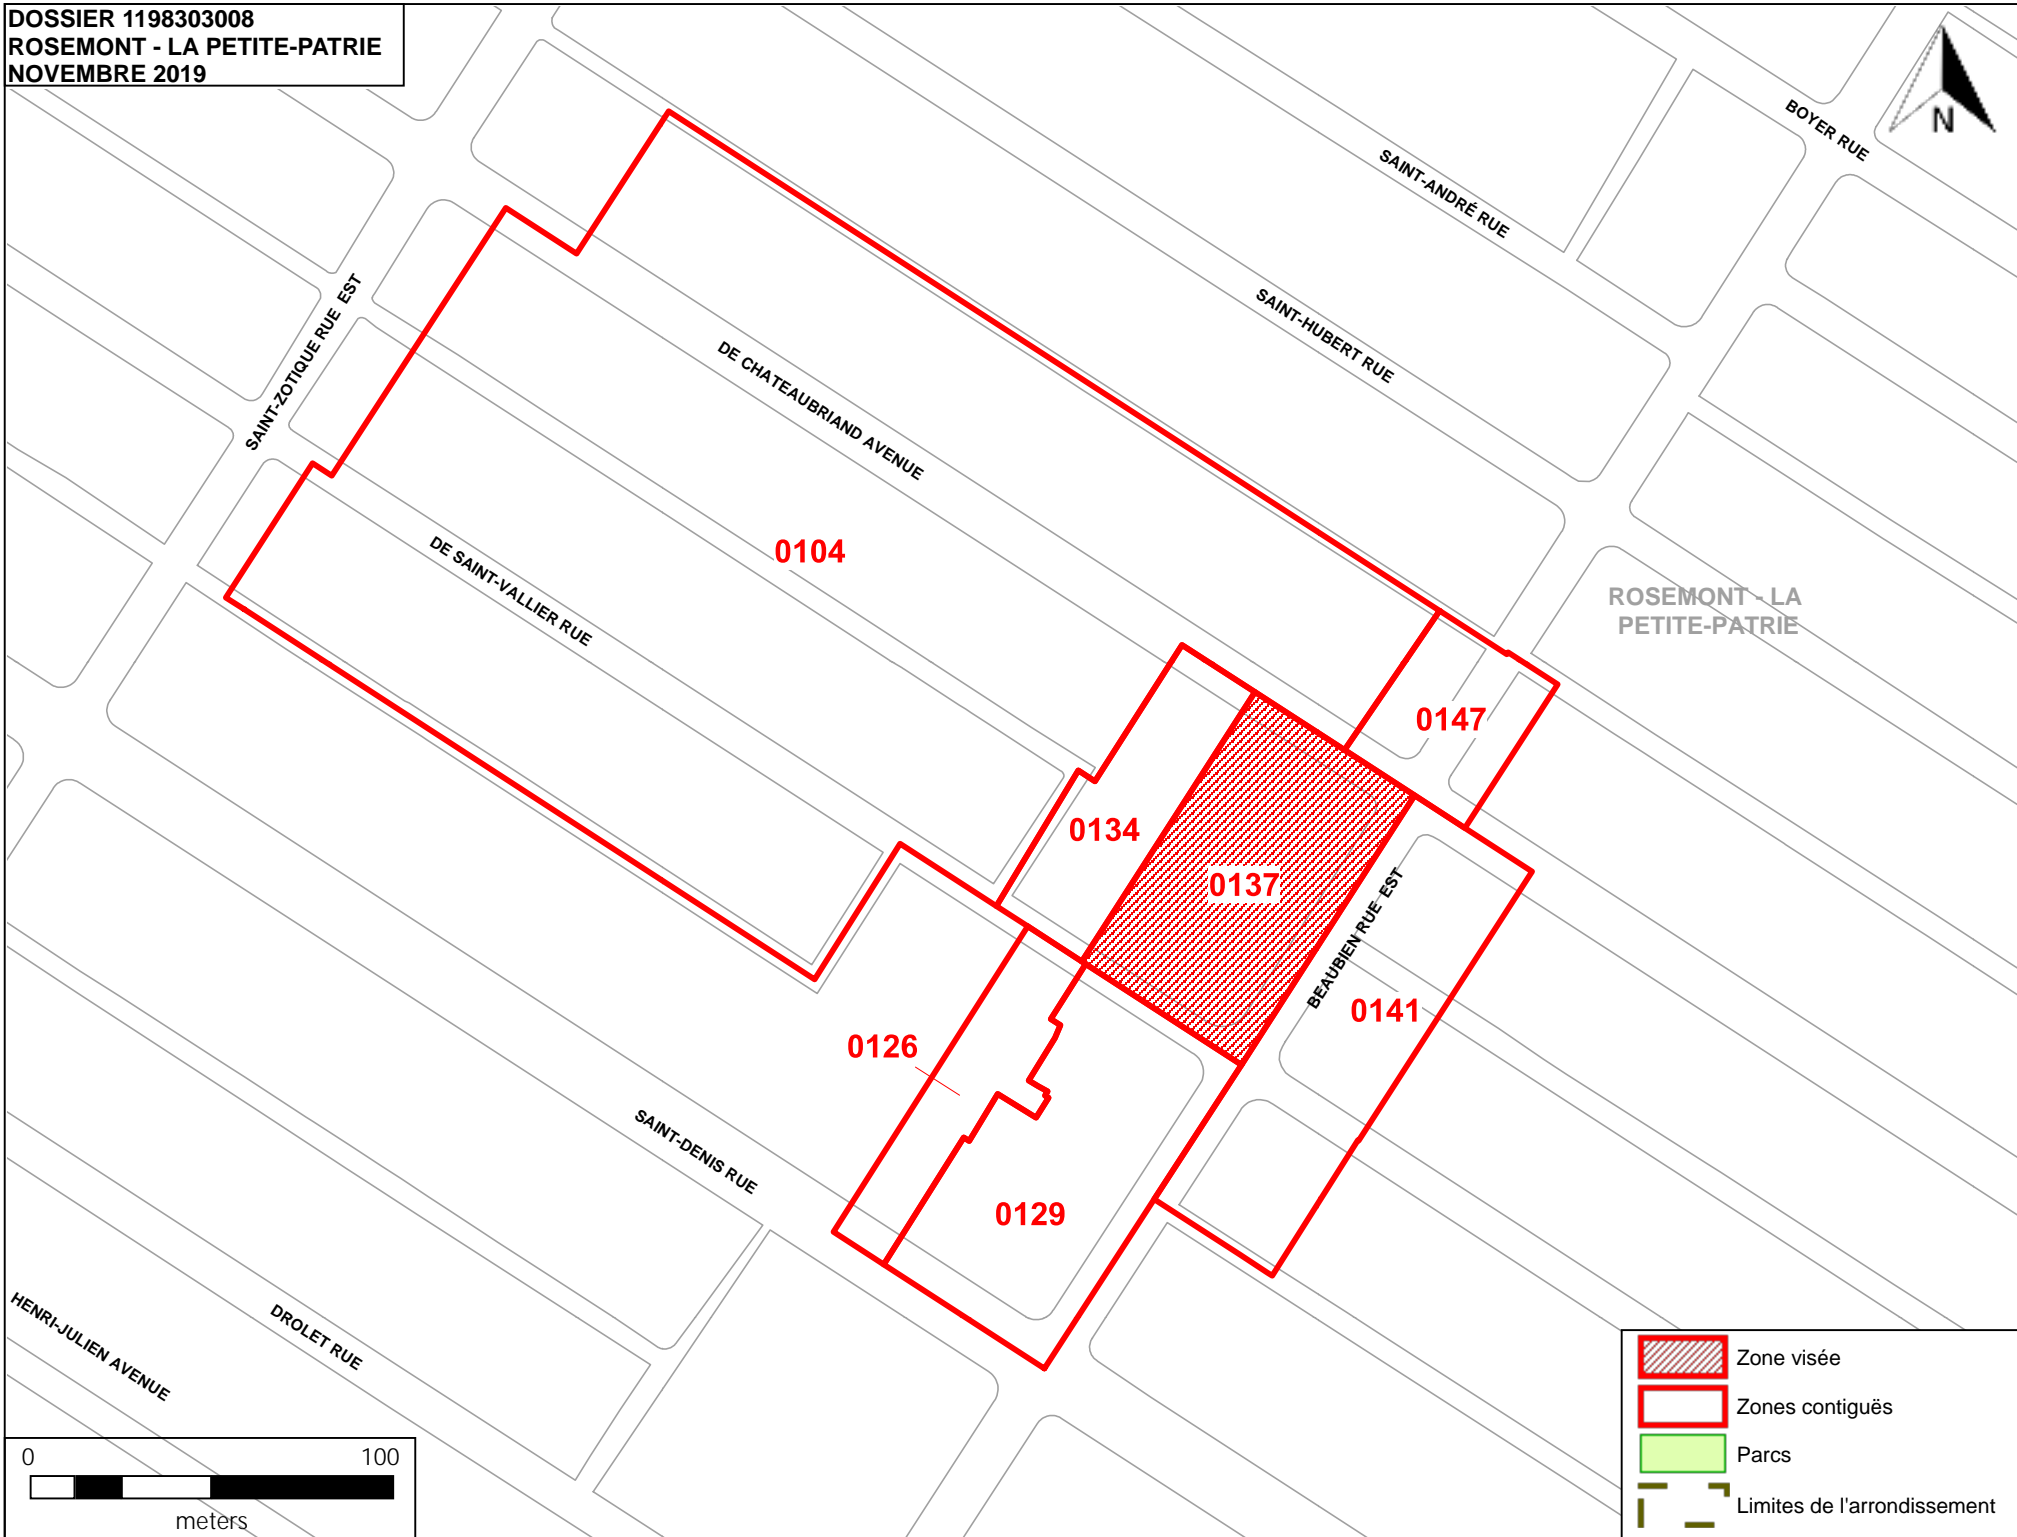 DOSSIER 1198303008
ROSEMONT - LA PETITE-PATRIE
NOVEMBRE 2019
N
BOYER RUE
SAINT-ANDRÉ RUE
SAINT-HUBERT RUE
SAINT-ZOTIQUE RUE EST
DE CHATEAUBRIAND AVENUE
0104
DE SAINT-VALLIER RUE
ROSEMONT - LA
PETITE-PATRIE
0147
0134
0137
BEAUBIEN RUE EST
0141
0126
SAINT-DENIS RUE
0129
HENRI-JULIEN AVENUE
DROLET RUE
0 100
meters
Zone visée
Zones contiguës
Parcs
Limites de l'arrondissement